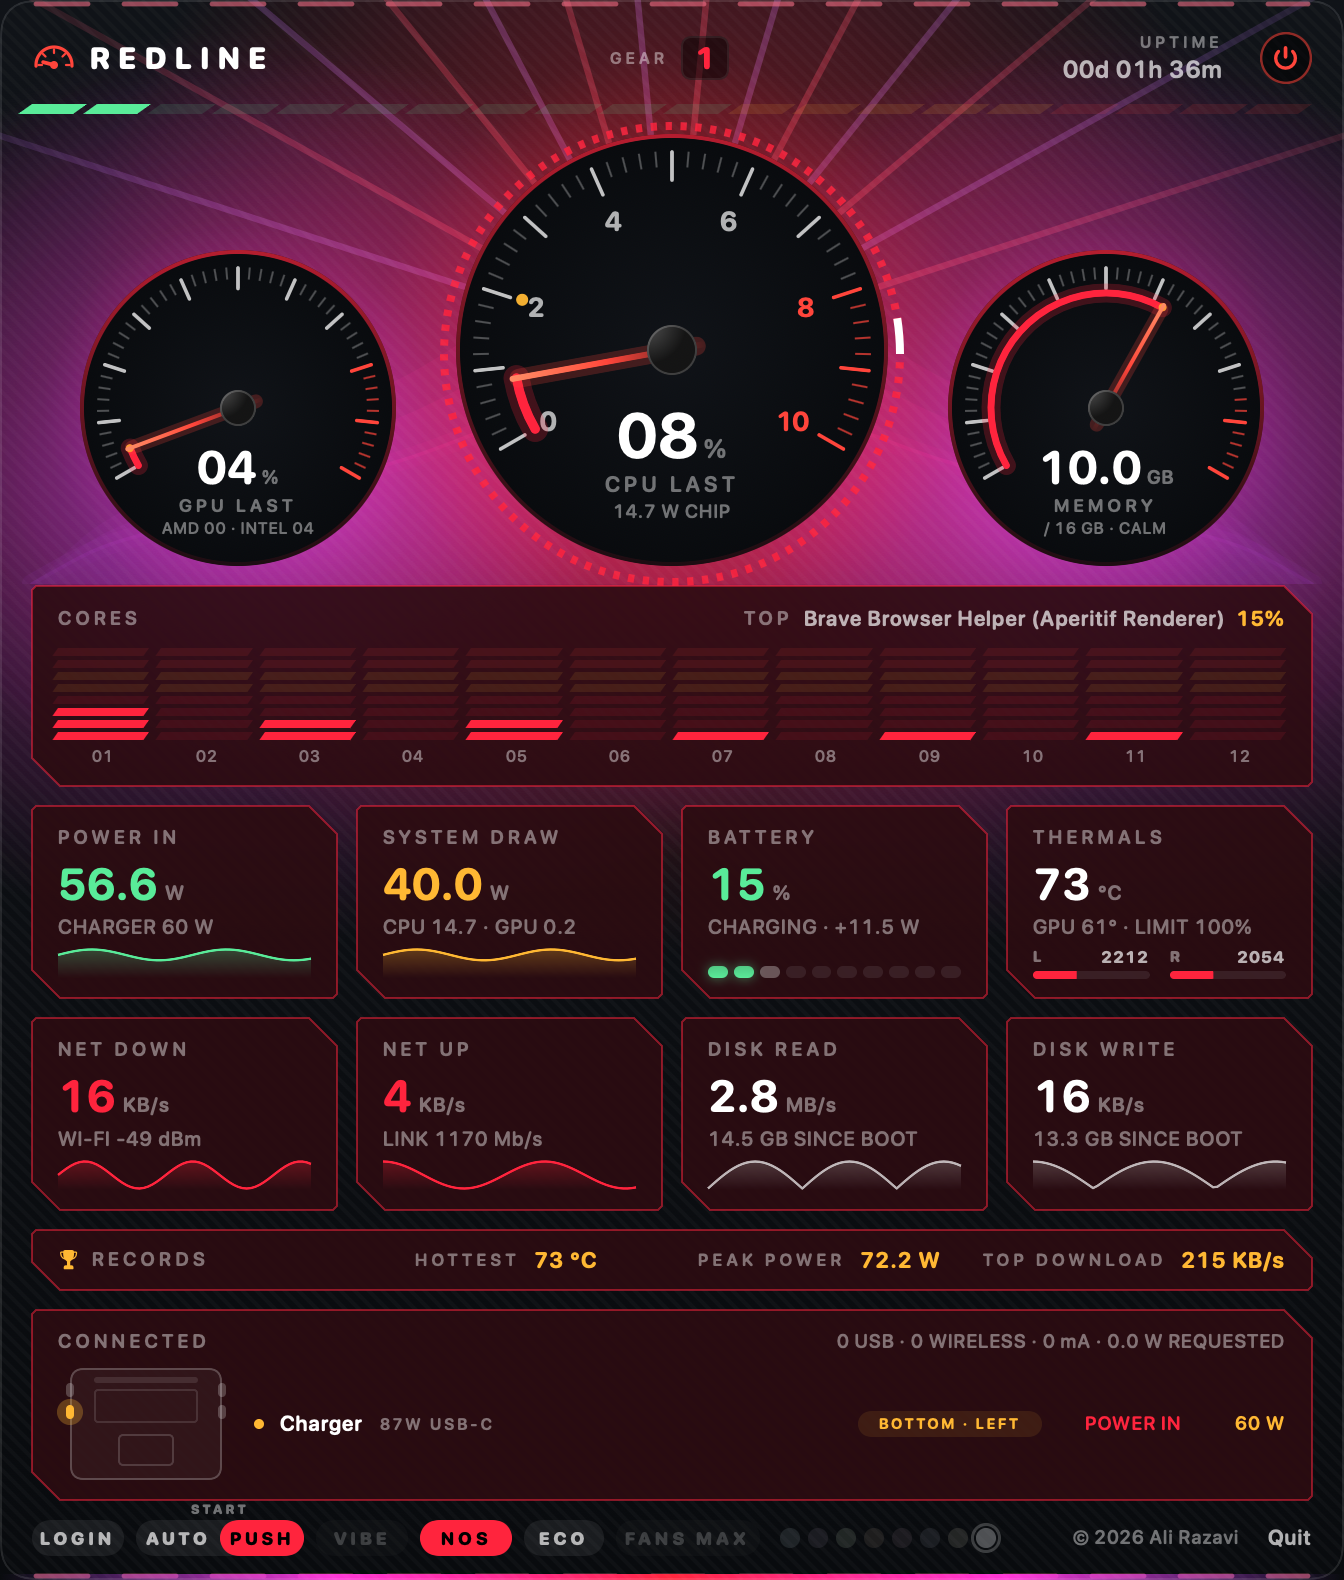 REDLINE
GEAR 1
UPTIME
00d 01h 36m
4 6
2 8
0 10
08 %
CPU LAST
14.7 W CHIP
04 %
GPU LAST
AMD 00 · INTEL 04
10.0 GB
MEMORY
/ 16 GB · CALM
CORES TOP Brave Browser Helper (Aperitif Renderer) 15%
01 02 03 04 05 06 07 08 09 10 11 12
POWER IN
56.6 W
CHARGER 60 W
SYSTEM DRAW
40.0 W
CPU 14.7 · GPU 0.2
BATTERY
15 %
CHARGING · +11.5 W
THERMALS
73 °C
GPU 61° · LIMIT 100%
L 2212 R 2054
NET DOWN
16 KB/s
WI-FI -49 dBm
NET UP
4 KB/s
LINK 1170 Mb/s
DISK READ
2.8 MB/s
14.5 GB SINCE BOOT
DISK WRITE
16 KB/s
13.3 GB SINCE BOOT
RECORDS HOTTEST 73 °C PEAK POWER 72.2 W TOP DOWNLOAD 215 KB/s
CONNECTED 0 USB · 0 WIRELESS · 0 mA · 0.0 W REQUESTED
Charger 87W USB-C BOTTOM · LEFT POWER IN 60 W
START
LOGIN AUTO PUSH VIBE NOS ECO FANS MAX © 2026 Ali Razavi Quit